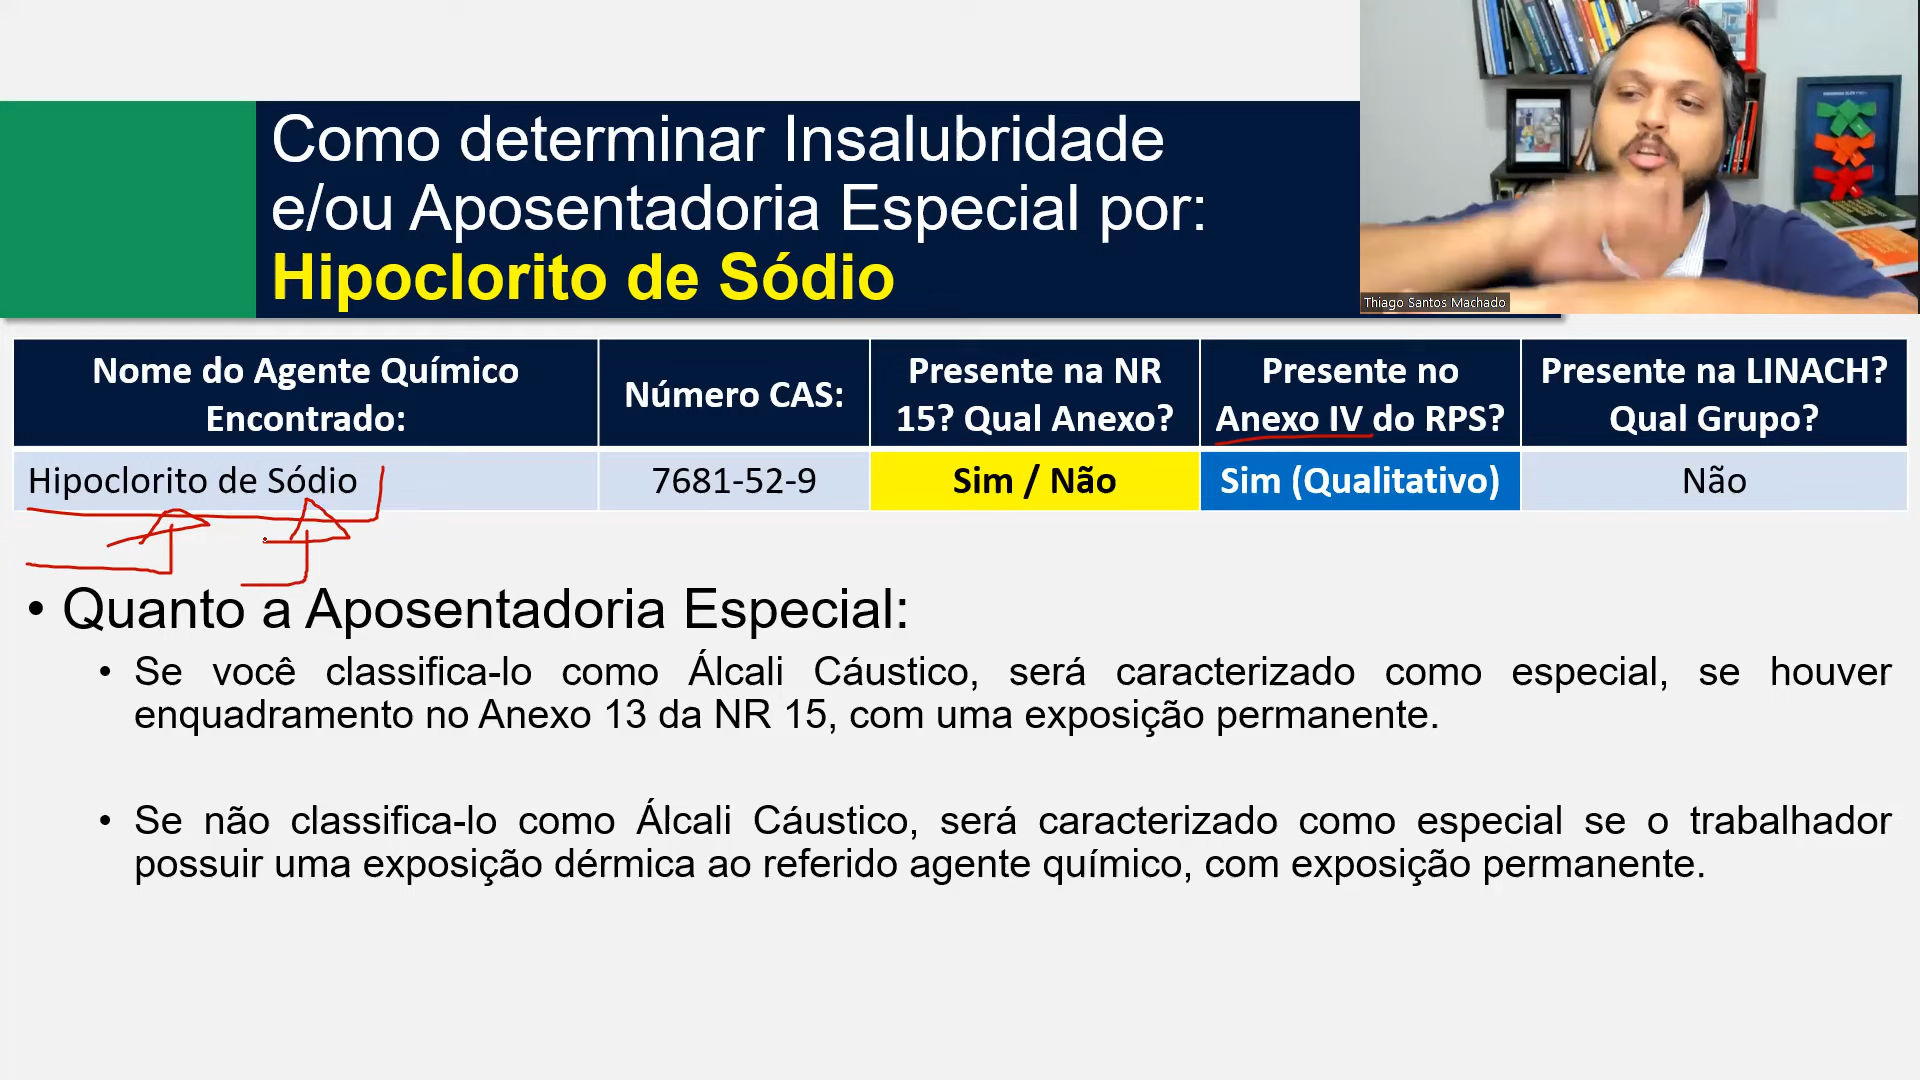 Como determinar Insalubridade
e/ou Aposentadoria Especial por:
Hipoclorito de Sódio
Thiago Santos Machado
Nome do Agente Químico
Encontrado:
Número CAS:
Presente na NR
15? Qual Anexo?
Presente no
Anexo IV do RPS?
Presente na LINACH?
Qual Grupo?
Hipoclorito de Sódio
7681-52-9
Sim / Não
Sim (Qualitativo)
Não
• Quanto a Aposentadoria Especial:
• Se você classifica-lo como Álcali Cáustico, será caracterizado como especial, se houver
enquadramento no Anexo 13 da NR 15, com uma exposição permanente.
• Se não classifica-lo como Álcali Cáustico, será caracterizado como especial se o trabalhador
possuir uma exposição dérmica ao referido agente químico, com exposição permanente.